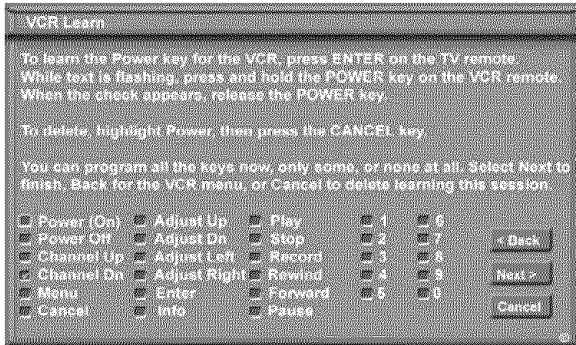 VCR Learn
To learn the Power key for the VCR, press ENTER on the TV remote.
While text is flashing, press and hold the POWER key on the VCR remote.
When the check appears, release the POWER key.
To delete, highlight Power, then press the CANCEL key.
You can program all the keys now, only some, or none at all. Select Next to
finish, Back for the VCR menu, or Cancel to delete learning this session.
Power (On) Adjust Up Play 1 6
Power Off Adjust Dn Stop 2 7
Channel Up Adjust Left Record 3 8
Channel Dn Adjust Right Rewind 4 9
Menu Enter Forward 5 0
Cancel Info Pause
< Back
Next >
Cancel